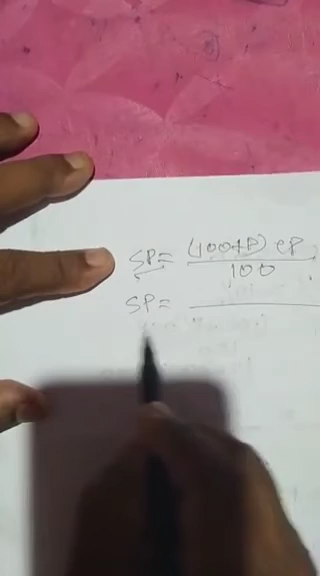 SP = (100+P) CP
100
SP =